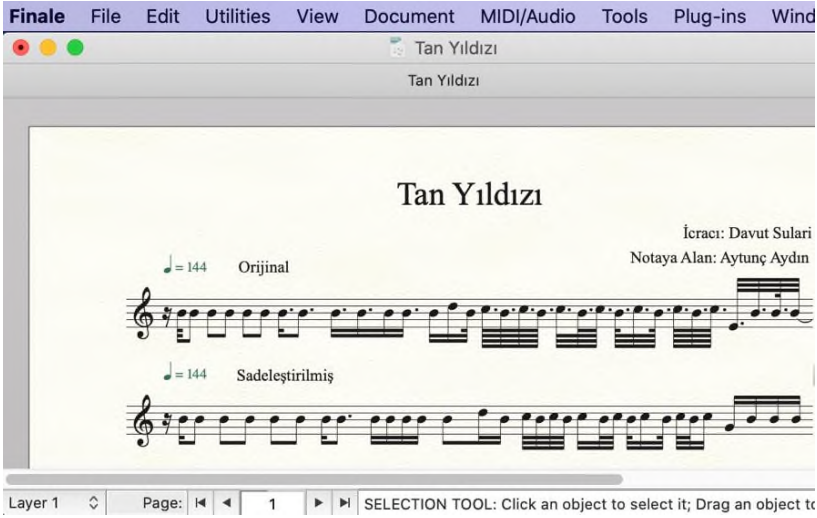 Finale File Edit Utilities View Document MIDI/Audio Tools Plug-ins Wind
Tan Yıldızı
Tan Yıldızı
Tan Yıldızı
İcracı: Davut Sulari
Notaya Alan: Aytunç Aydın
= 144 Orijinal
= 144 Sadeleştirilmiş
Layer 1 Page: 1 SELECTION TOOL: Click an object to select it; Drag an object to